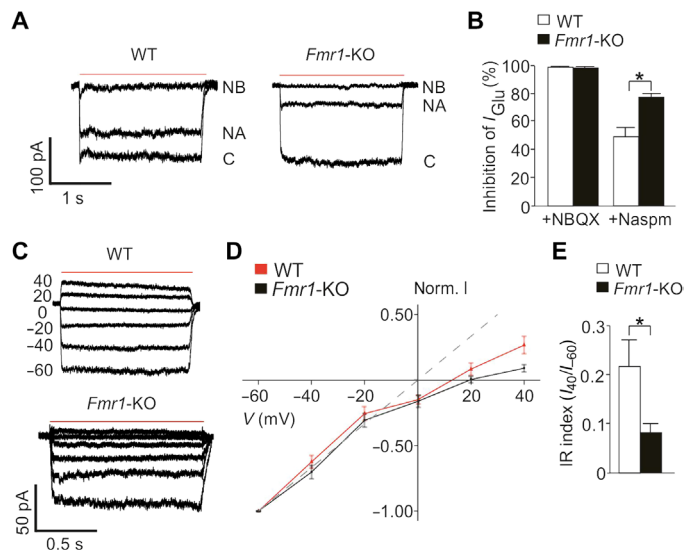 A
WT
Fmr1-KO
NB
NA
C
NB
NA
C
100 pA
1 s
B
WT
Fmr1-KO
Inhibition of IGlu(%)
100
80
60
40
20
0
*
+NBQX +Naspm
C
WT
40
20
0
−20
−40
−60
Fmr1-KO
50 pA
0.5 s
D
WT
Fmr1-KO
Norm. I
0.50
−60 −40 −20 0 20 40
V (mV)
−0.50
−1.00
E
WT
Fmr1-KO
IR index (I40/I−60)
0.3
0.2
0.1
0
*